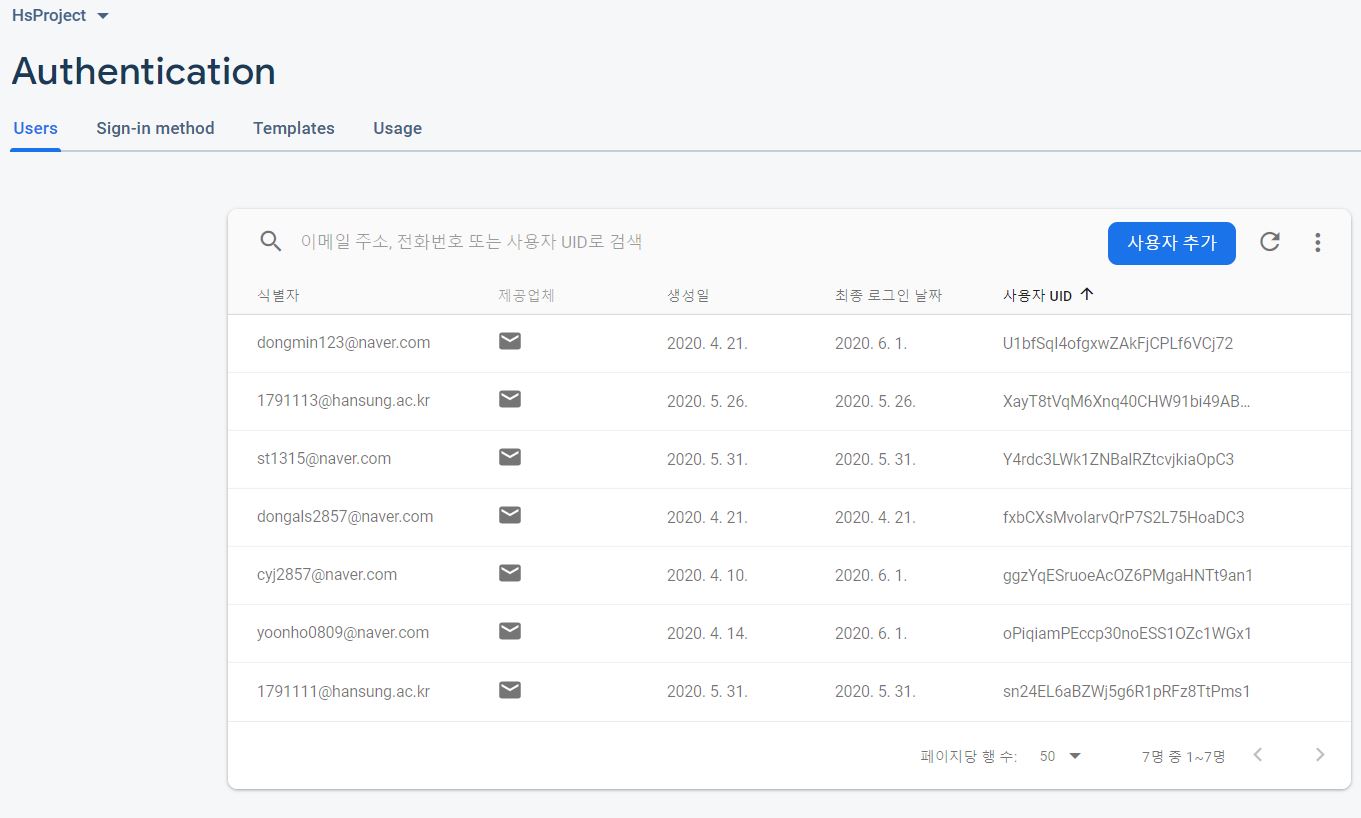 HsProject
Authentication
Users Sign-in method Templates Usage
이메일 주소, 전화번호 또는 사용자 UID로 검색 사용자 추가
식별자 제공업체 생성일 최종 로그인 날짜 사용자 UID
dongmin123@naver.com 2020. 4. 21. 2020. 6. 1. U1bfSqI4ofgxwZAkFjCPLf6VCj72
1791113@hansung.ac.kr 2020. 5. 26. 2020. 5. 26. XayT8tVqM6Xnq40CHW91bi49AB...
st1315@naver.com 2020. 5. 31. 2020. 5. 31. Y4rdc3LWk1ZNBalRZtcvjkiaOpC3
dongals2857@naver.com 2020. 4. 21. 2020. 4. 21. fxbCXsMvolarvQrP7S2L75HoaDC3
cyj2857@naver.com 2020. 4. 10. 2020. 6. 1. ggzYqESruoeAcOZ6PMgaHNTt9an1
yoonho0809@naver.com 2020. 4. 14. 2020. 6. 1. oPiqiamPEccp30noESS1OZc1WGx1
1791111@hansung.ac.kr 2020. 5. 31. 2020. 5. 31. sn24EL6aBZWj5g6R1pRFz8TtPms1
페이지당 행 수: 50 7명 중 1~7명